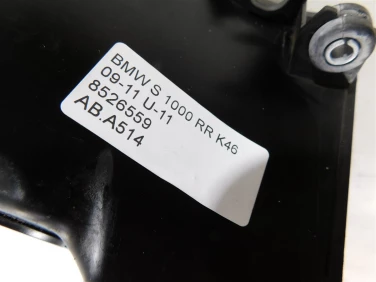 BMW S 1000 RR K46
09-11 U-11
8526559
AB.A514